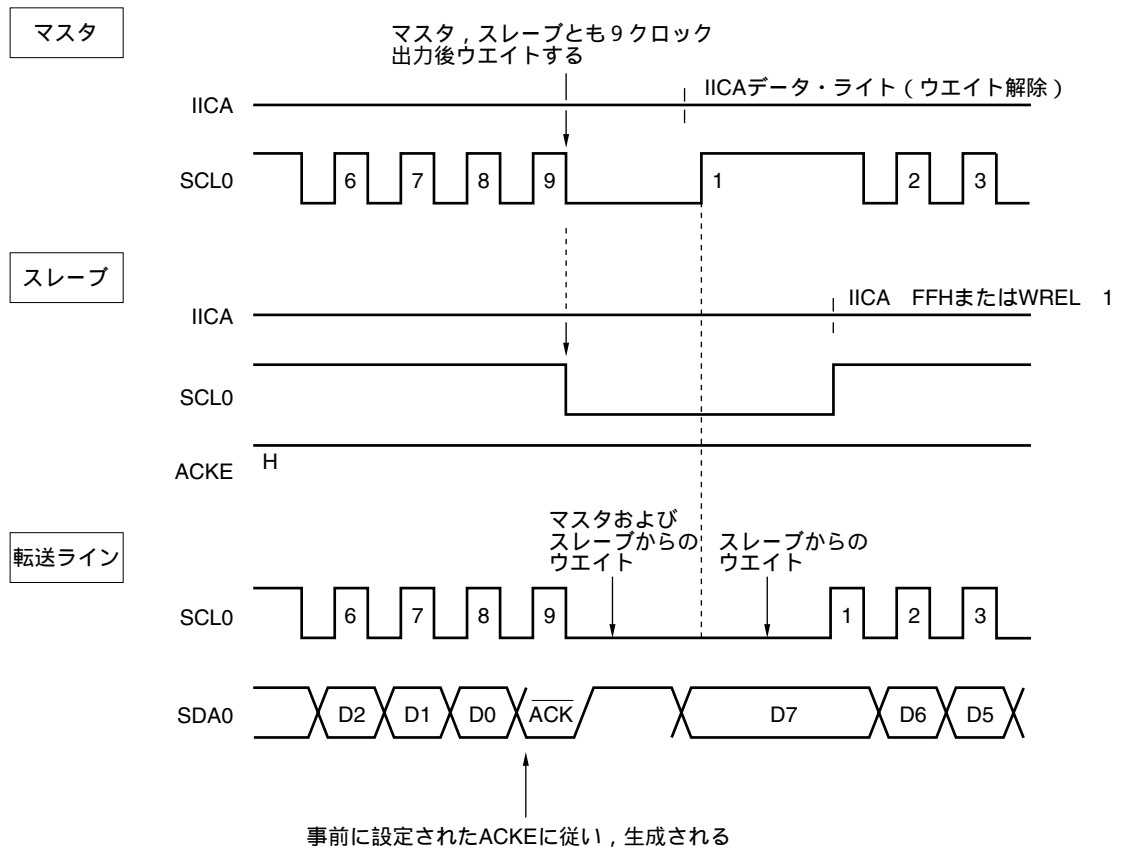 マスタ
マスタ，スレーブとも9クロック
出力後ウエイトする
IICAデータ・ライト（ウエイト解除）
IICA
SCL0
6 7 8 9 1 2 3
スレーブ
IICA FFHまたはWREL 1
IICA
SCL0
ACKE
H
転送ライン
マスタおよび
スレーブからの
ウエイト
スレーブからの
ウエイト
SCL0
6 7 8 9 1 2 3
SDA0
D2 D1 D0 ACK D7 D6 D5
事前に設定されたACKEに従い，生成される